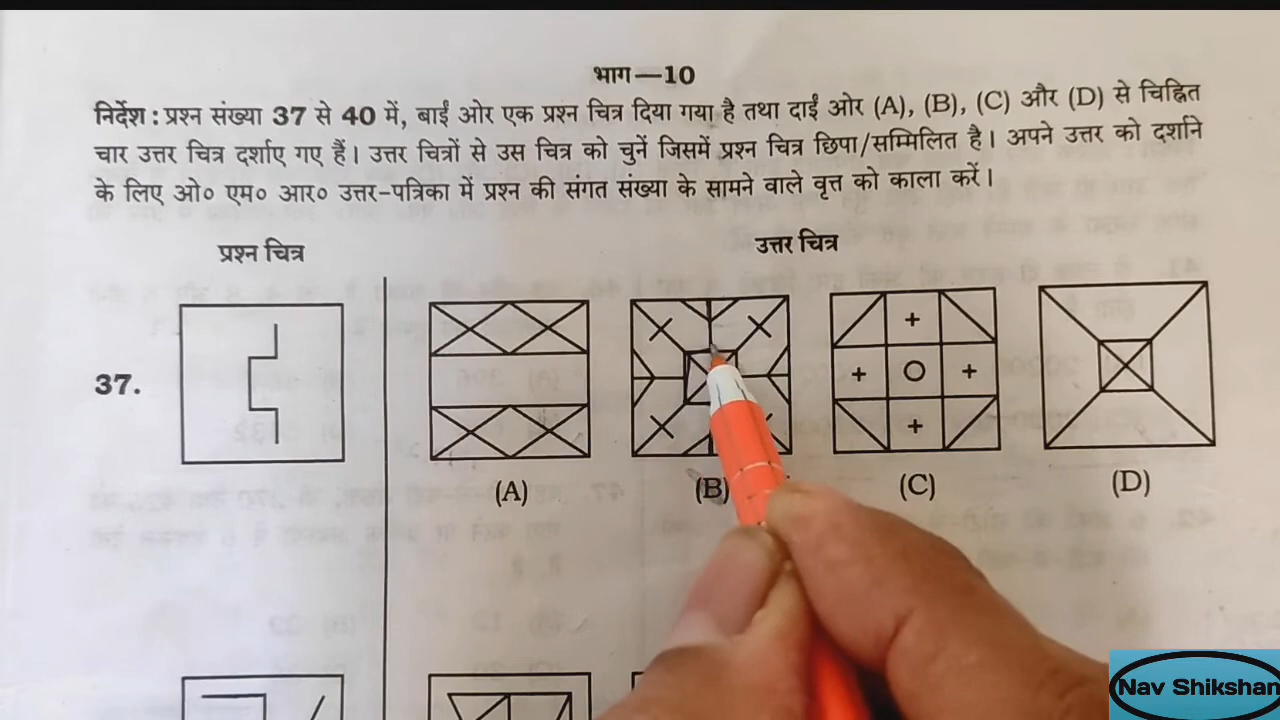 भाग—10
निर्देश : प्रश्न संख्या 37 से 40 में, बाईं ओर एक प्रश्न चित्र दिया गया है तथा दाईं ओर (A), (B), (C) और (D) से चिह्नित
चार उत्तर चित्र दर्शाए गए हैं। उत्तर चित्रों से उस चित्र को चुनें जिसमें प्रश्न चित्र छिपा/सम्मिलित है। अपने उत्तर को दर्शाने
के लिए ओ० एम० आर० उत्तर-पत्रिका में प्रश्न की संगत संख्या के सामने वाले वृत्त को काला करें।
प्रश्न चित्र उत्तर चित्र
37.
(A) (B) (C) (D)
Nav Shikshan